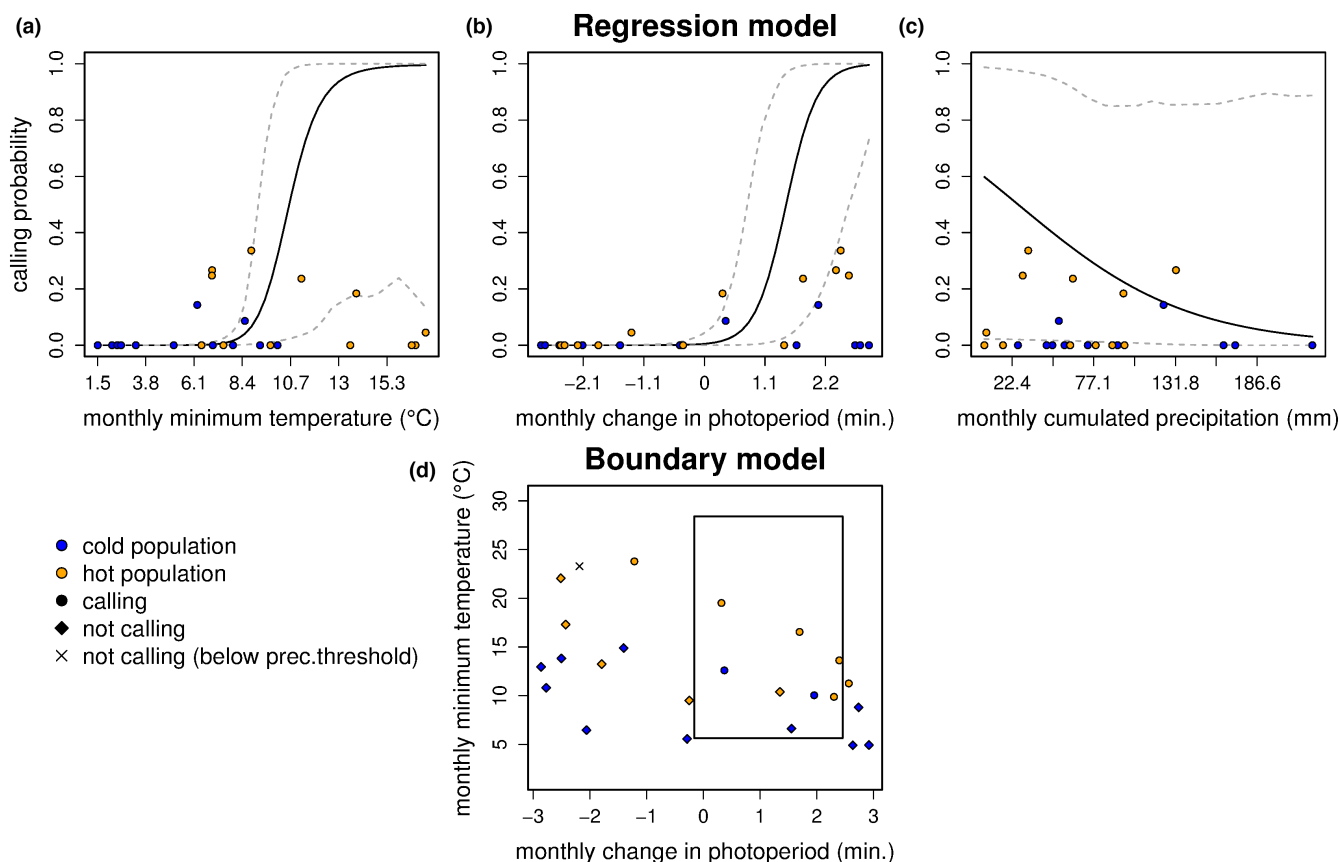 (a)
(b)
Regression model
(c)
calling probability
0.0 0.2 0.4 0.6 0.8 1.0
1.5 3.8 6.1 8.4 10.7 13 15.3
monthly minimum temperature (°C)
0.0 0.2 0.4 0.6 0.8 1.0
−2.1 −1.1 0 1.1 2.2
monthly change in photoperiod (min.)
0.0 0.2 0.4 0.6 0.8 1.0
22.4 77.1 131.8 186.6
monthly cumulated precipitation (mm)
(d)
Boundary model
cold population
hot population
calling
not calling
not calling (below prec.threshold)
monthly minimum temperature (°C)
5 10 15 20 25 30
−3 −2 −1 0 1 2 3
monthly change in photoperiod (min.)